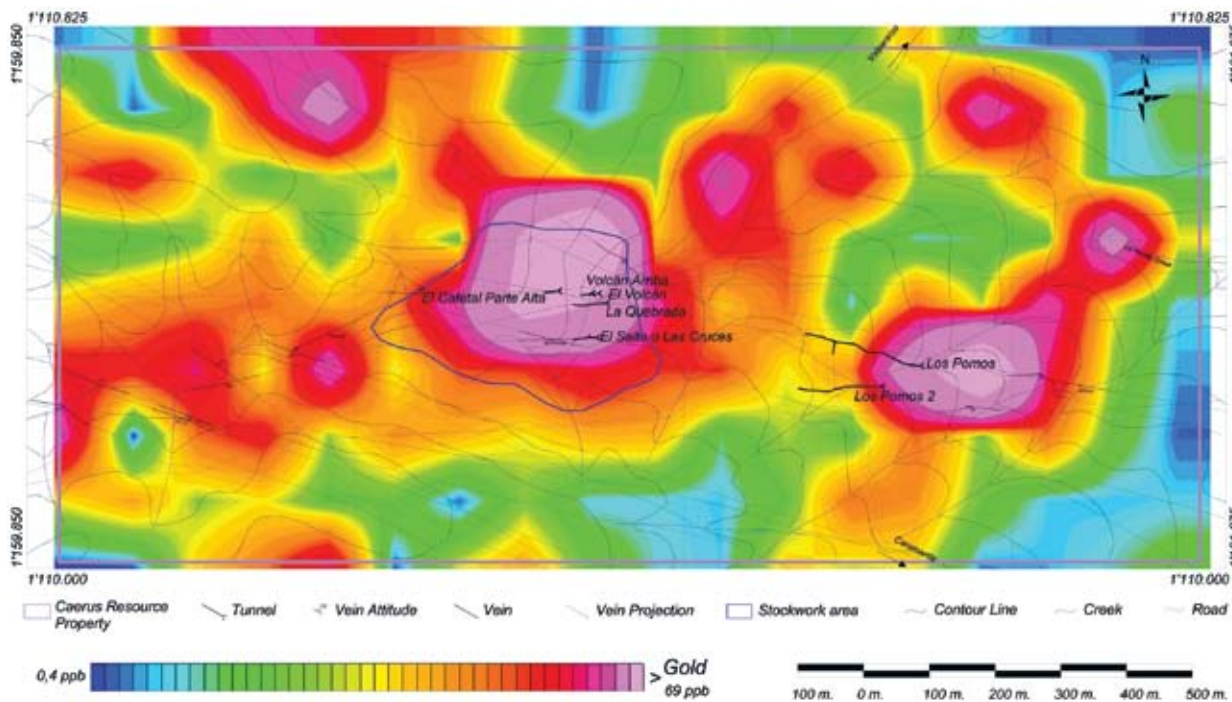 1'110.825
1'110.825
1'159.850
N
Volcán Arriba
El Cafetal Parte Alta
El Volcán
La Quebrada
El Salto o Las Cruces
Los Pomos
Los Pomos 2
1'159.850
1'110.000
1'110.000
Caerus Resource
Property
Tunnel
Vein Attitude
Vein
Vein Projection
Stockwork area
Contour Line
Creek
Road
0,4 ppb
> Gold
69 ppb
100 m. 0 m. 100 m. 200 m. 300 m. 400 m. 500 m.